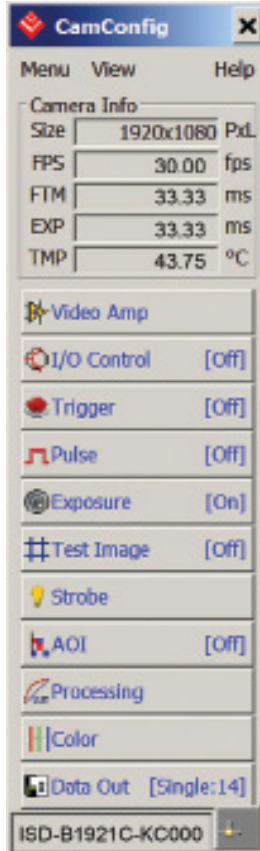 CamConfig
Menu View Help
Camera Info
Size 1920x1080 PxL
FPS 30.00 fps
FTM 33.33 ms
EXP 33.33 ms
TMP 43.75 ºC
Video Amp
I/O Control [Off]
Trigger [Off]
Pulse [Off]
Exposure [On]
Test Image [Off]
Strobe
AOI [Off]
Processing
Color
Data Out [Single:14]
ISD-B1921C-KC000